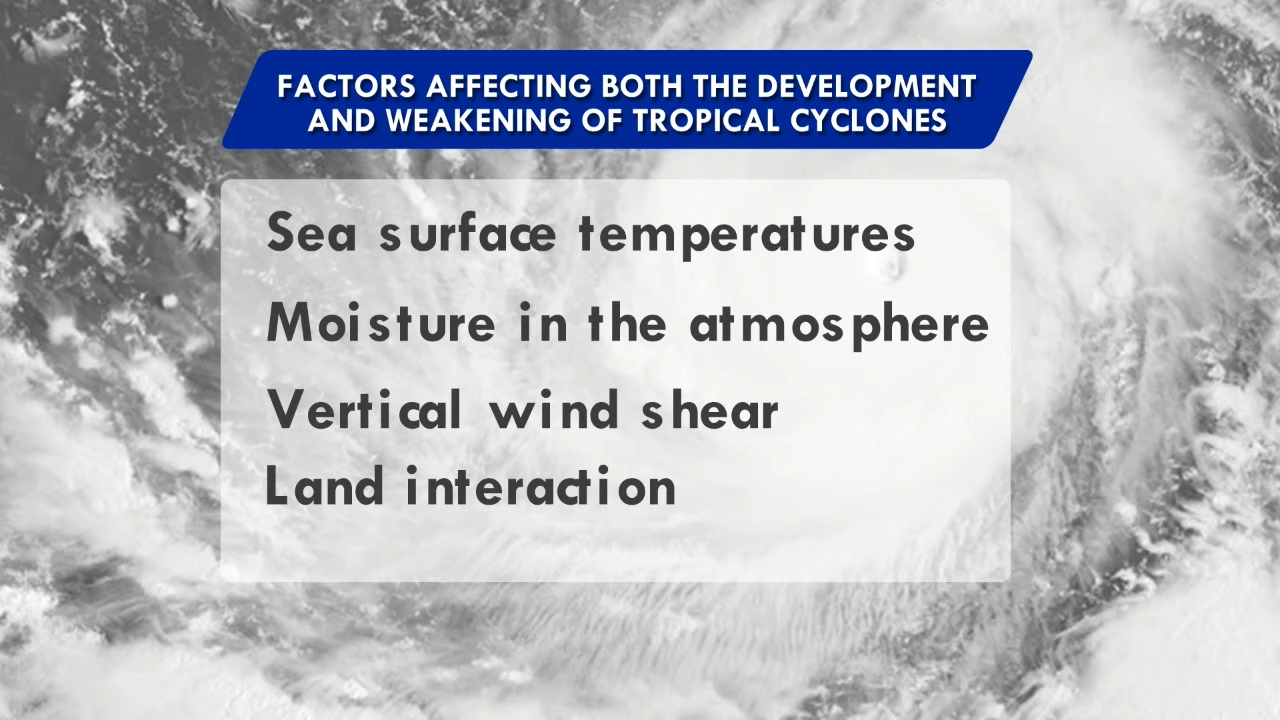 FACTORS AFFECTING BOTH THE DEVELOPMENT
AND WEAKENING OF TROPICAL CYCLONES
Sea surface temperatures
Moisture in the atmosphere
Vertical wind shear
Land interaction